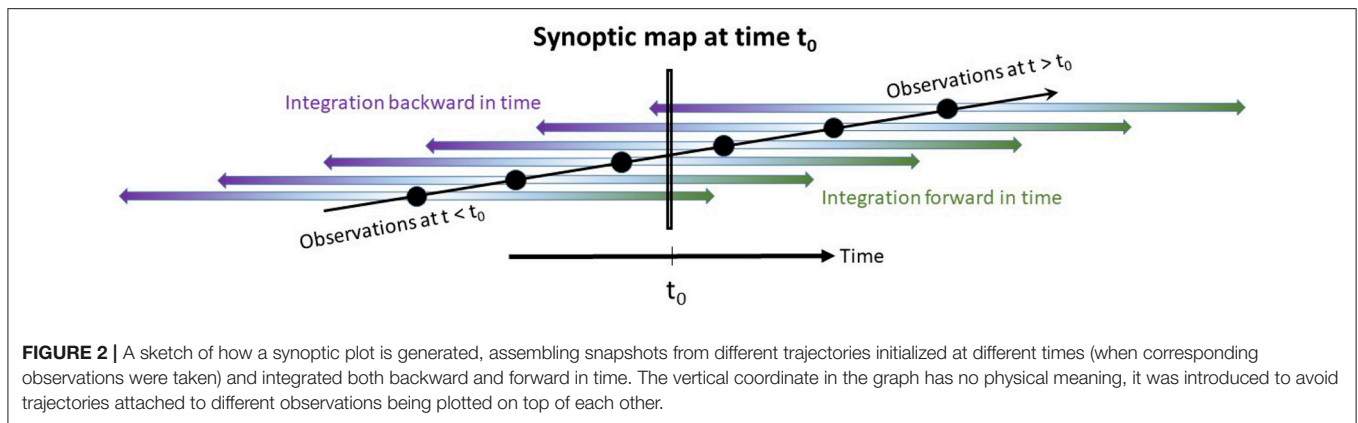 Synoptic map at time t₀
Observations at t > t₀
Integration backward in time
Integration forward in time
Observations at t < t₀
Time
t₀
FIGURE 2 | A sketch of how a synoptic plot is generated, assembling snapshots from different trajectories initialized at different times (when corresponding
observations were taken) and integrated both backward and forward in time. The vertical coordinate in the graph has no physical meaning, it was introduced to avoid
trajectories attached to different observations being plotted on top of each other.